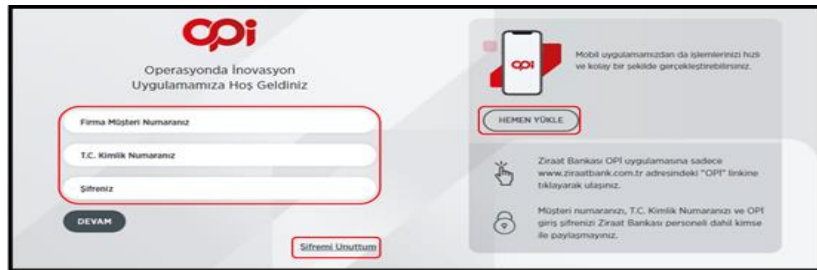 opi
Operasyonda İnovasyon
Uygulamamıza Hoş Geldiniz
Firma Müşteri Numaranız
T.C. Kimlik Numaranız
Şifreniz
DEVAM
Şifremi Unuttum
opi
Mobil uygulamamızdan da işlemlerinizi hızlı
ve kolay bir şekilde gerçekleştirebilirsiniz.
HEMEN YÜKLE
Ziraat Bankası OPİ uygulamasına sadece
www.ziraatbank.com.tr adresindeki "OPİ" linkine
tıklayarak ulaşınız.
Müşteri numaranızı, T.C. Kimlik Numaranızı ve OPİ
giriş şifrenizi Ziraat Bankası personeli dahil kimse
ile paylaşmayınız.